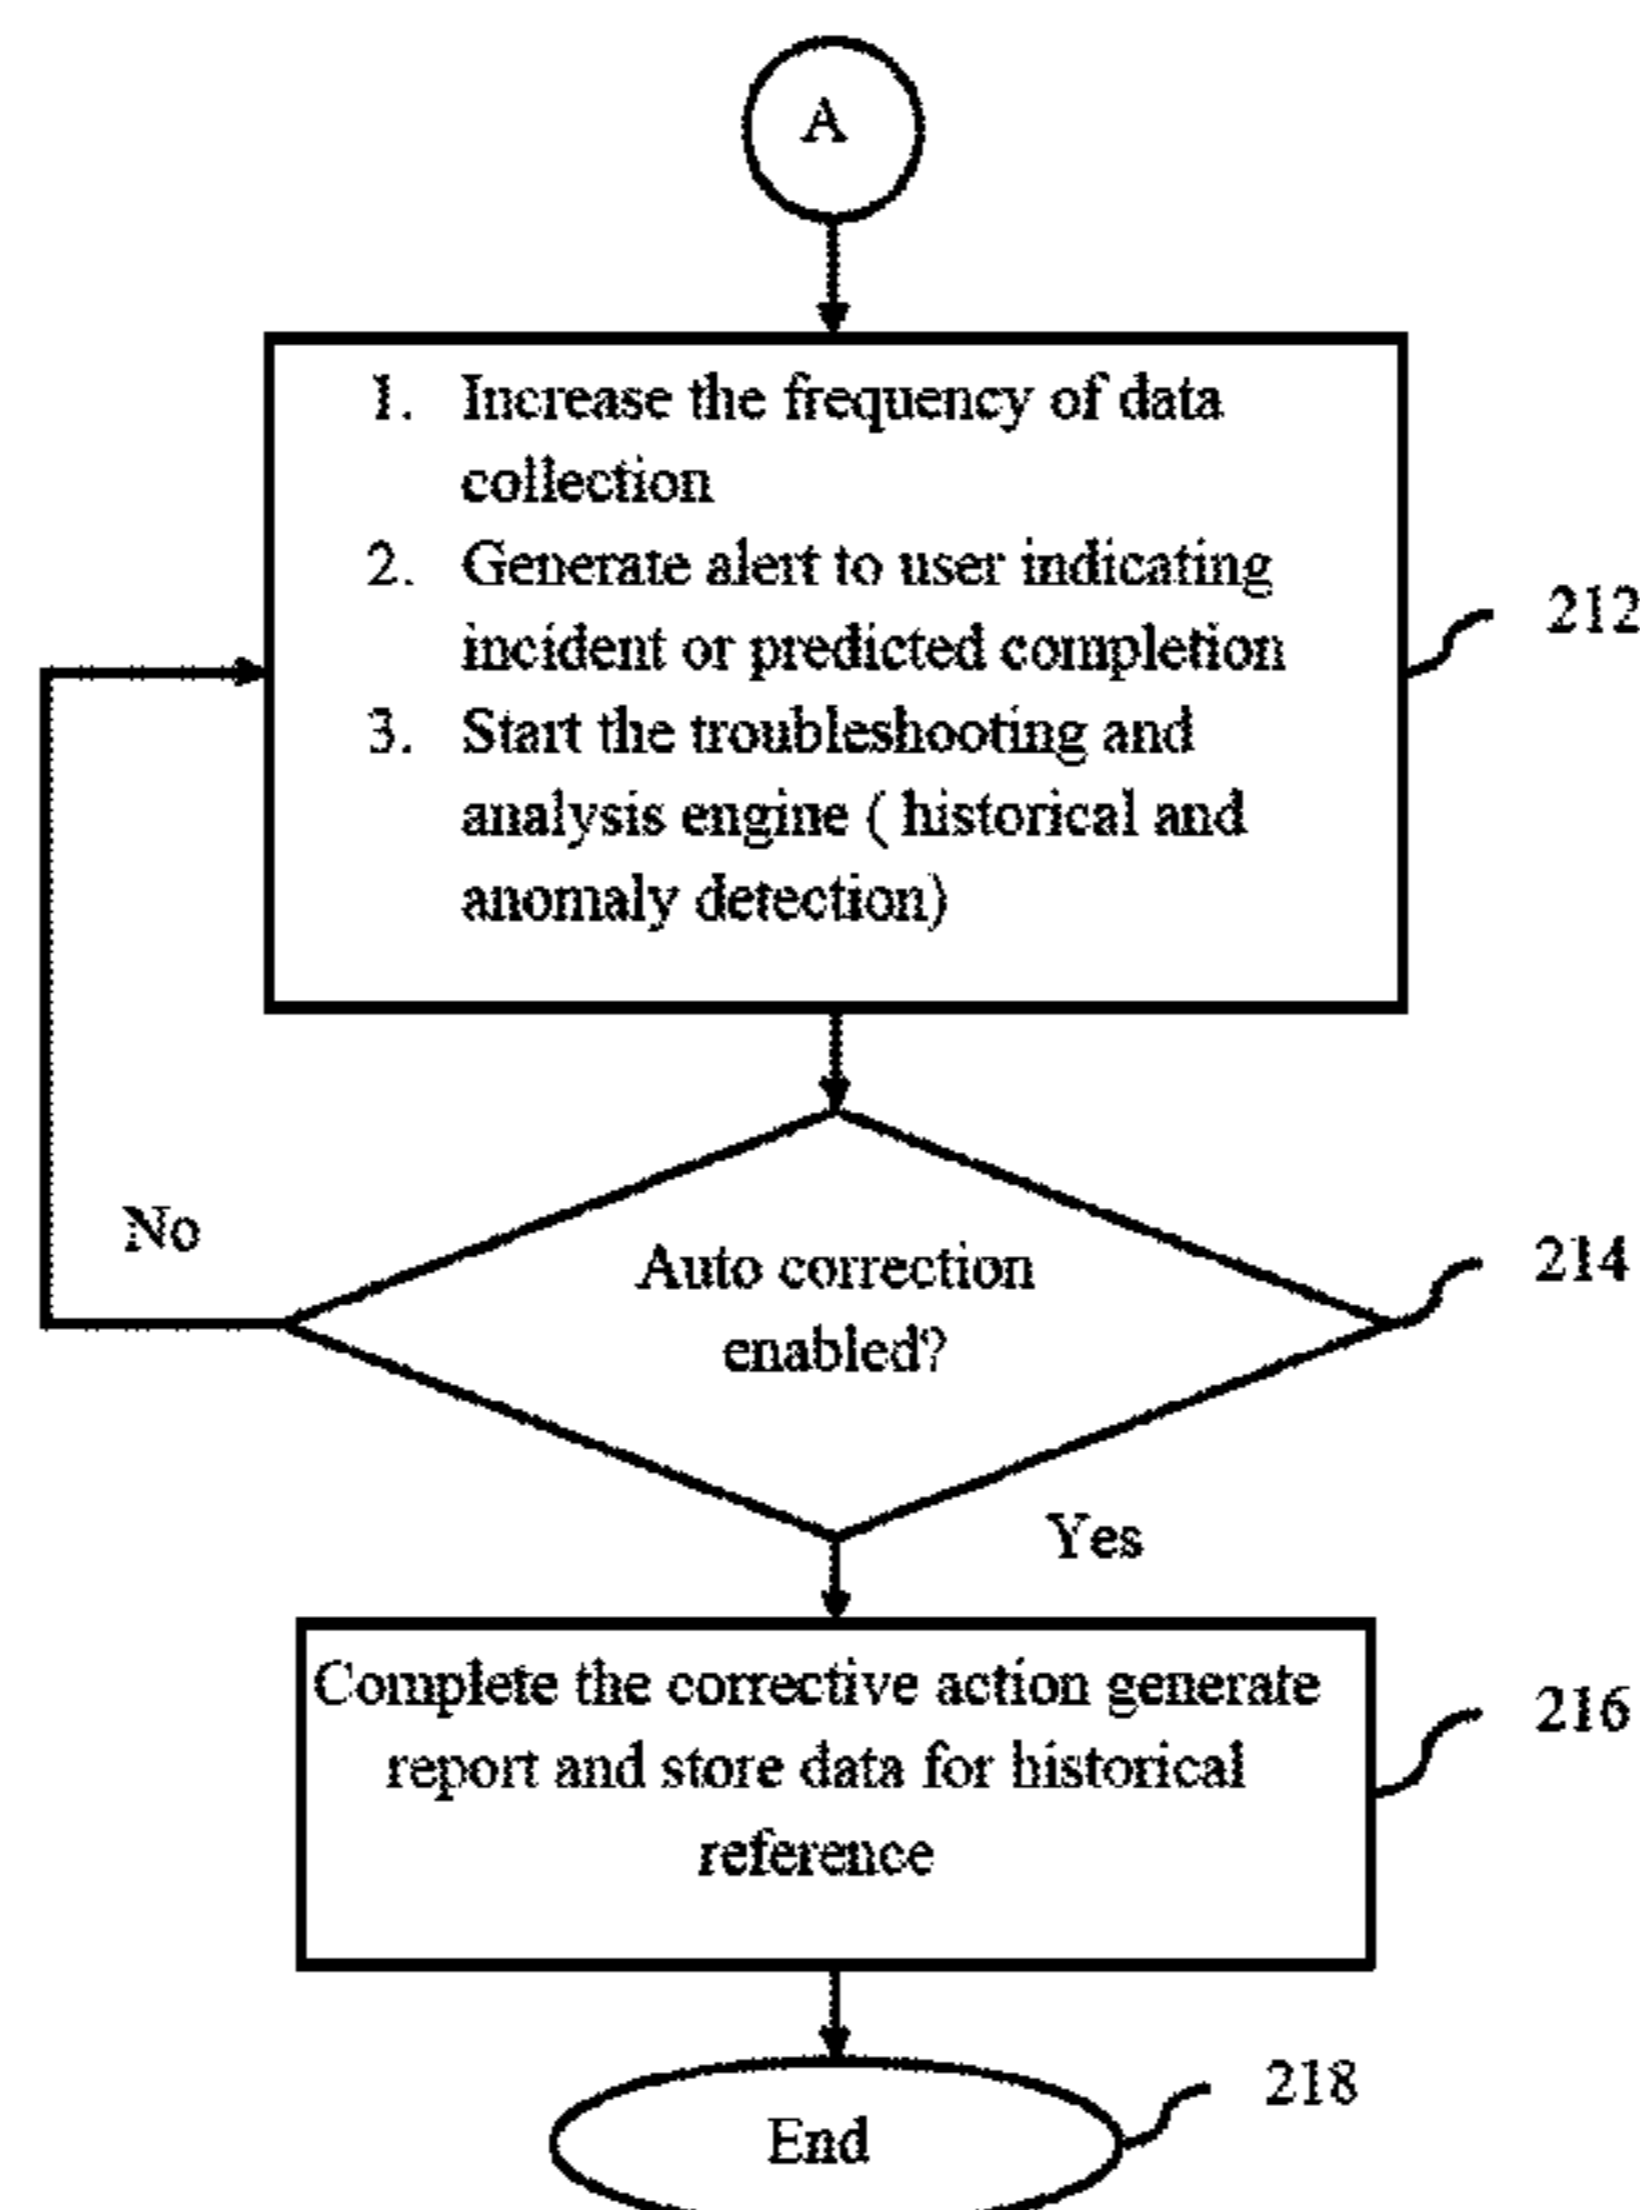 A
1. Increase the frequency of data
collection
2. Generate alert to user indicating
incident or predicted completion
3. Start the troubleshooting and
analysis engine ( historical and
anomaly detection)
212
No
Auto correction
enabled?
214
Yes
Complete the corrective action generate
report and store data for historical
reference
216
End
218